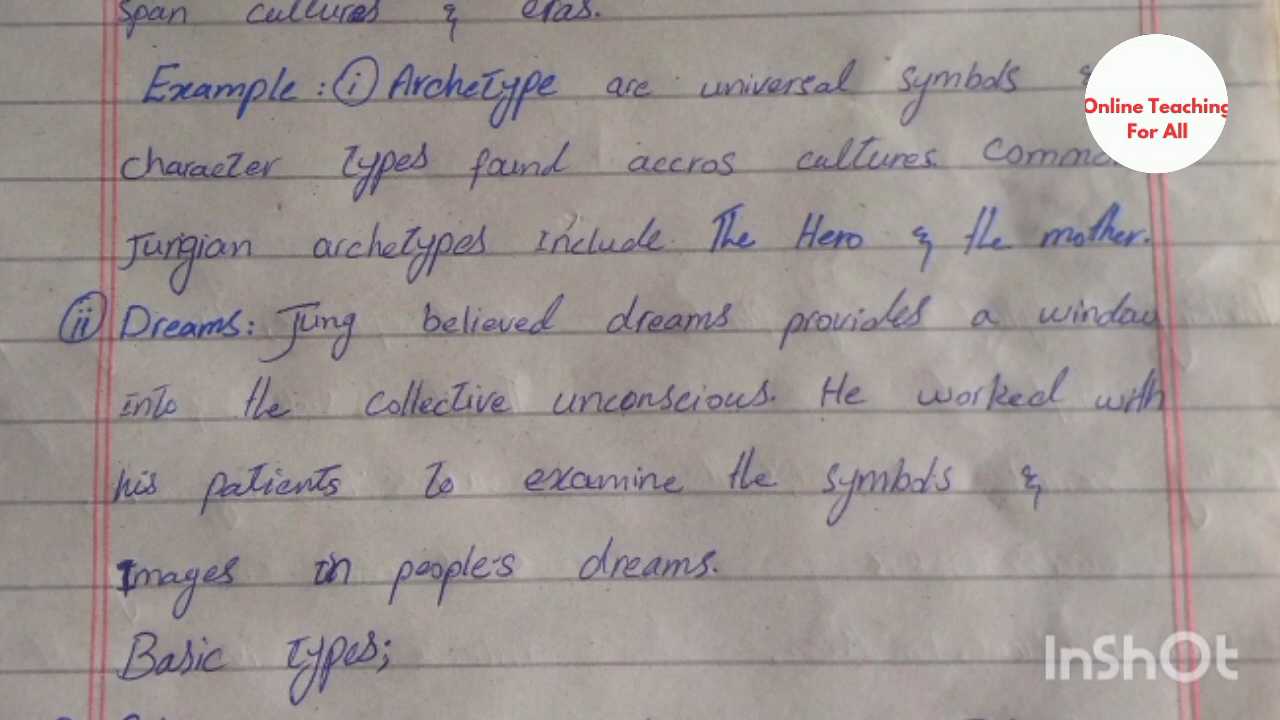 span cultures & eras.
Example : (i) Archetype are universal symbols &
Online Teaching
For All
character types found accros cultures. Commo
Jungian archetypes include. The Hero & the mother.
(ii) Dreams: Jung believed dreams provides a window
into the collective unconscious. He worked with
his patients to examine the symbols &
Images in people's dreams.
Basic types;
InShOt